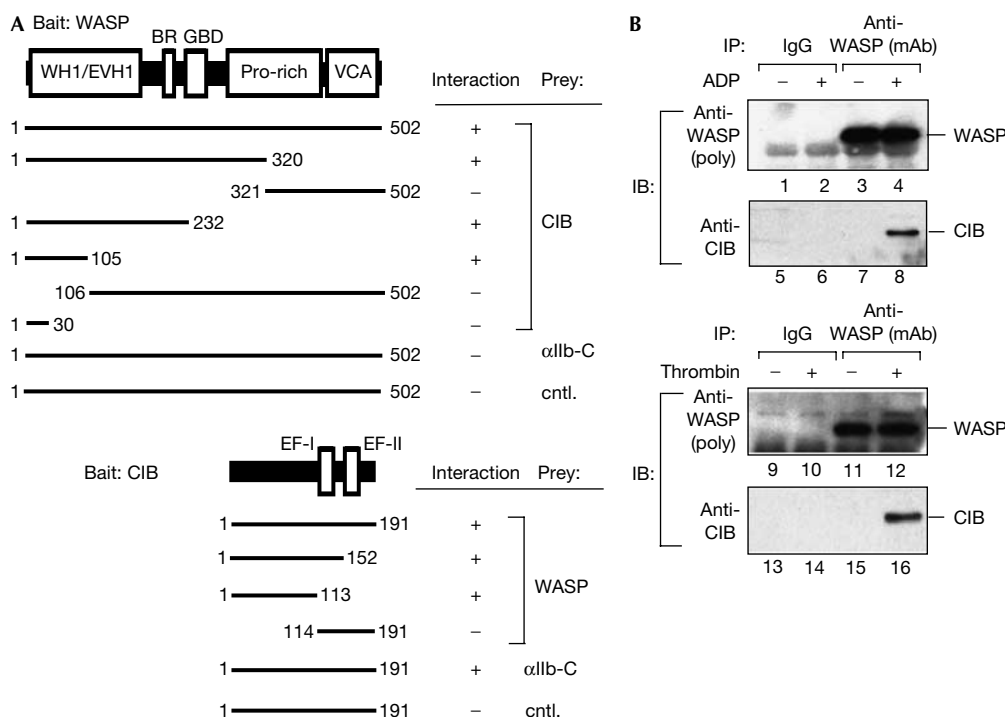 A Bait: WASP
BR GBD
WH1/EVH1 Pro-rich VCA
Interaction Prey:
1 502 +
1 320 +
321 502 –
1 232 +
CIB
1 105 +
106 502 –
1 30 –
1 502 – αIIb-C
1 502 – cntl.
EF-I EF-II
Bait: CIB
Interaction Prey:
1 191 +
1 152 +
WASP
1 113 +
114 191 –
1 191 + αIIb-C
1 191 – cntl.
B
Anti-
IP: IgG WASP (mAb)
ADP – + – +
Anti-
WASP
(poly)
WASP
1 2 3 4
IB:
Anti-
CIB
CIB
5 6 7 8
Anti-
IP: IgG WASP (mAb)
Thrombin – + – +
Anti-
WASP
(poly)
WASP
9 10 11 12
IB:
Anti-
CIB
CIB
13 14 15 16